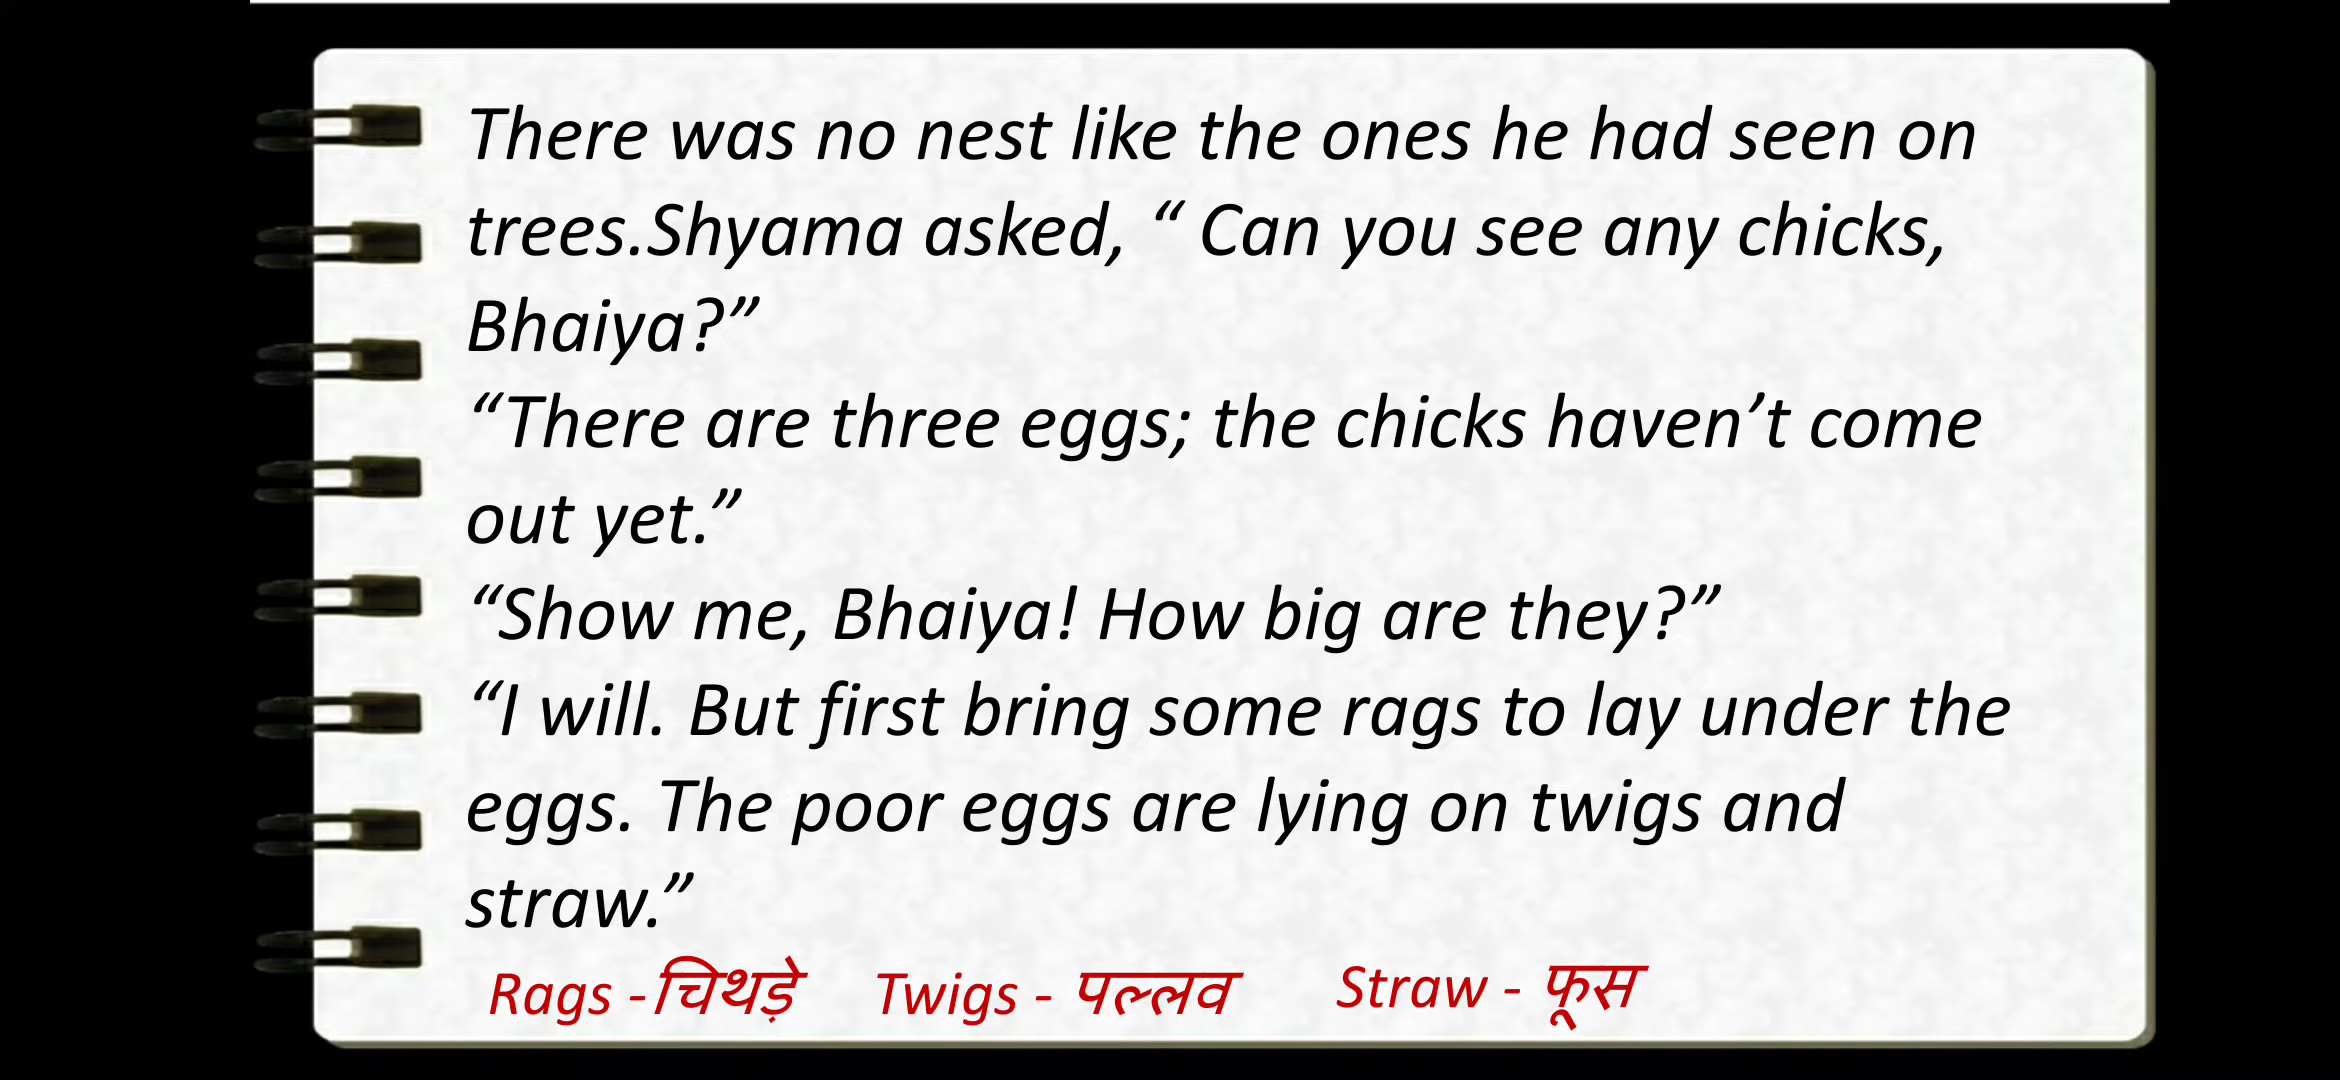 There was no nest like the ones he had seen on
trees.Shyama asked, “ Can you see any chicks,
Bhaiya?”
“There are three eggs; the chicks haven’t come
out yet.”
“Show me, Bhaiya! How big are they?”
“I will. But first bring some rags to lay under the
eggs. The poor eggs are lying on twigs and
straw.”
Rags -चिथड़े Twigs - पल्लव Straw - फूस